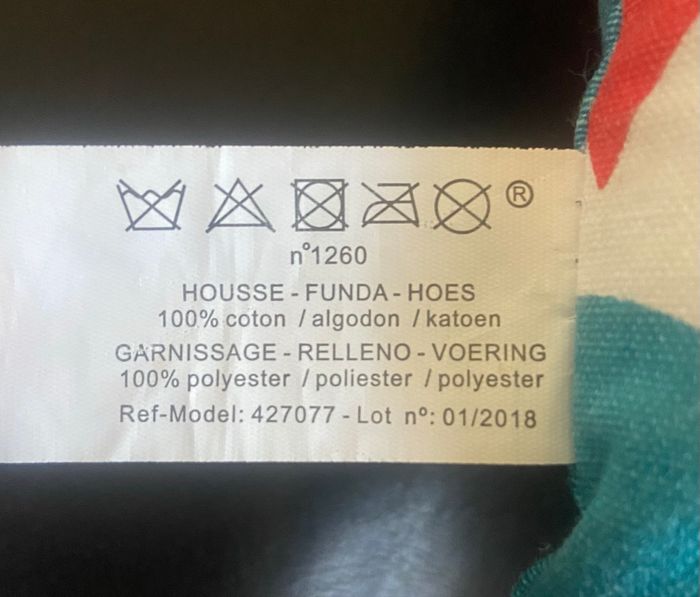 ®
n°1260
HOUSSE - FUNDA - HOES
100% coton / algodon / katoen
GARNISSAGE - RELLENO - VOERING
100% polyester / poliester / polyester
Ref-Model: 427077 - Lot nº: 01/2018